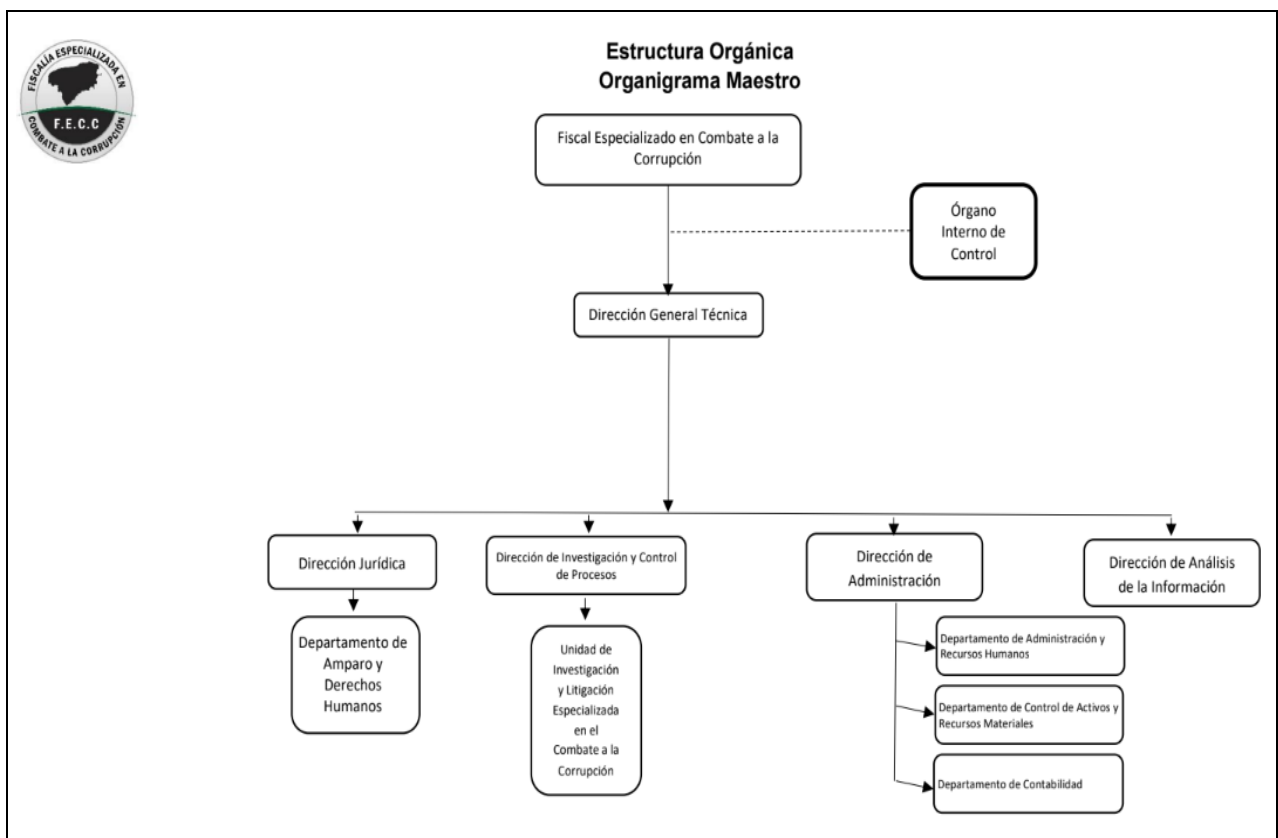 FISCALÍA ESPECIALIZADA EN
COMBATE A LA CORRUPCIÓN
F.E.C.C
Estructura Orgánica
Organigrama Maestro
Fiscal Especializado en Combate a la
Corrupción
Órgano
Interno de
Control
Dirección General Técnica
Dirección Jurídica
Dirección de Investigación y Control
de Procesos
Dirección de
Administración
Dirección de Análisis
de la Información
Departamento de
Amparo y
Derechos
Humanos
Unidad de
Investigación
y Litigación
Especializada
en el
Combate a la
Corrupción
Departamento de Administración y
Recursos Humanos
Departamento de Control de Activos y
Recursos Materiales
Departamento de Contabilidad